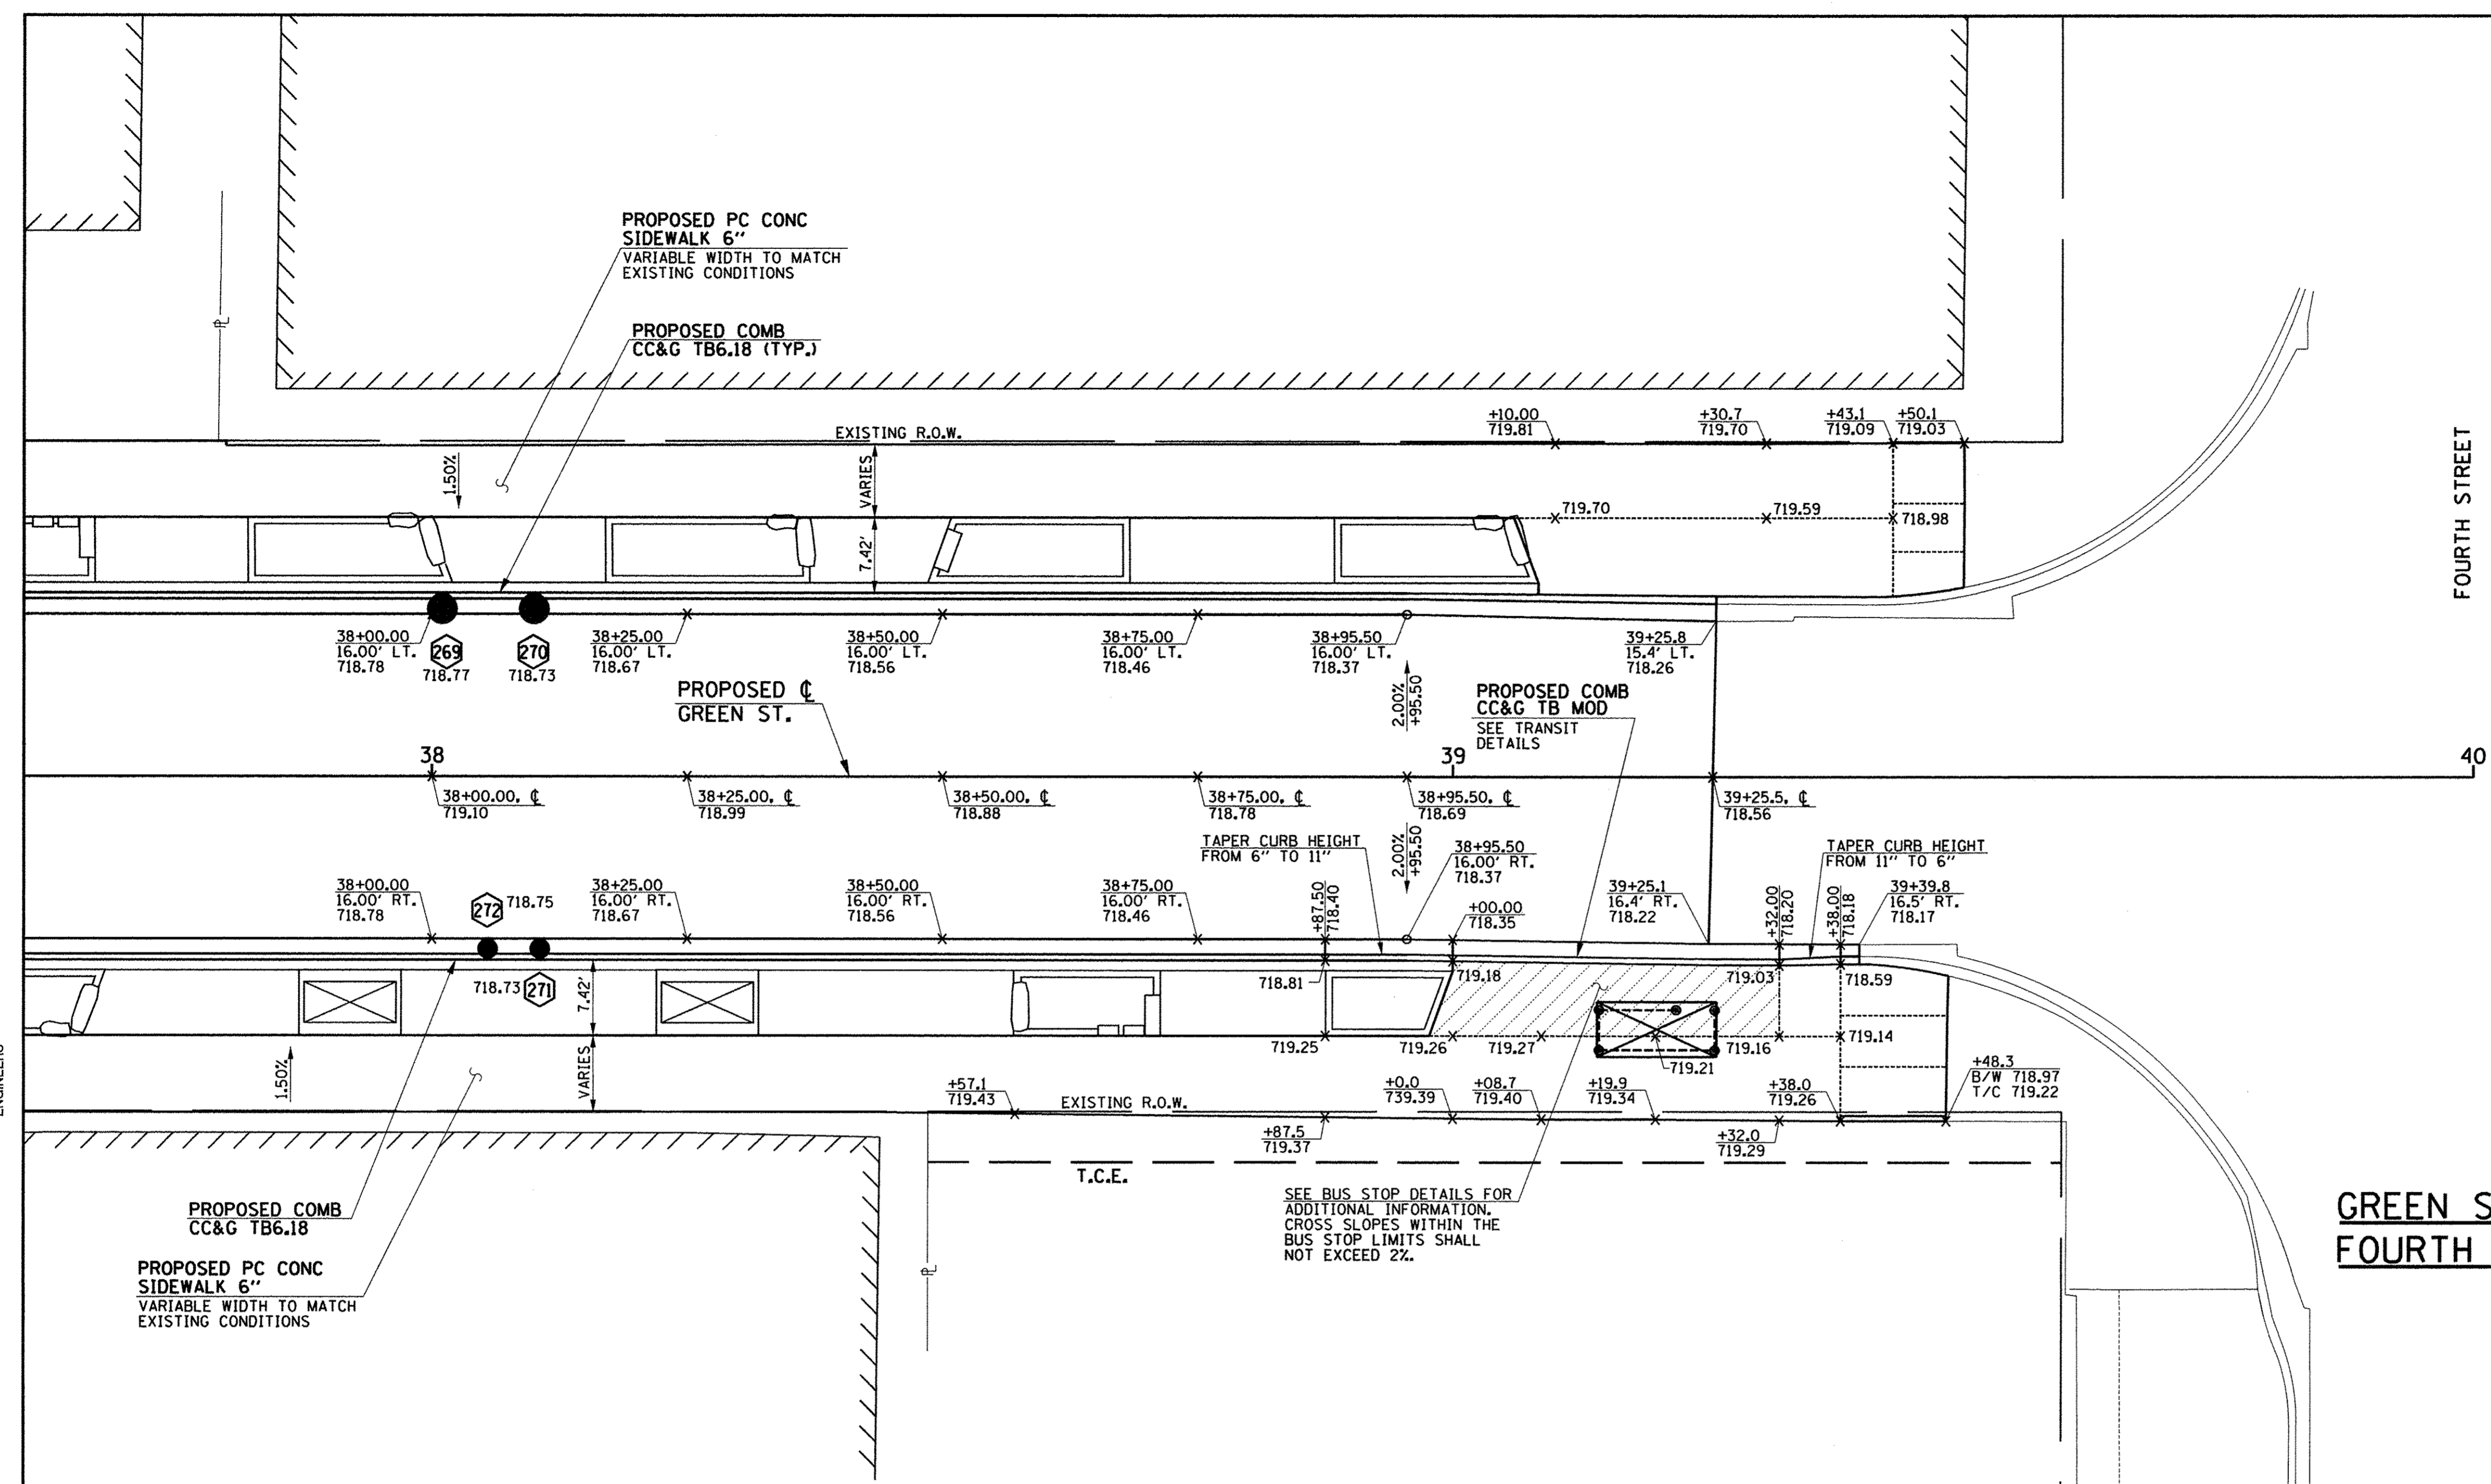 PROPOSED PC CONC
SIDEWALK 6"
VARIABLE WIDTH TO MATCH
EXISTING CONDITIONS
PROPOSED COMB
CC&G TB6.18 (TYP.)
EXISTING R.O.W.
+10.00
719.81
+30.7
719.70
+43.1
719.09
+50.1
719.03
FOURTH STREET
1.50%
VARIES
7.42'
719.70
719.59
718.98
38+00.00
16.00' LT.
718.78
269
718.77
270
718.73
38+25.00
16.00' LT.
718.67
38+50.00
16.00' LT.
718.56
38+75.00
16.00' LT.
718.46
38+95.50
16.00' LT.
718.37
39+25.8
15.4' LT.
718.26
2.00%
+95.50
PROPOSED ℄
GREEN ST.
PROPOSED COMB
CC&G TB MOD
SEE TRANSIT
DETAILS
38
39
40
38+00.00, ℄
719.10
38+25.00, ℄
718.99
38+50.00, ℄
718.88
38+75.00, ℄
718.78
38+95.50, ℄
718.69
39+25.5, ℄
718.56
TAPER CURB HEIGHT
FROM 6" TO 11"
2.00%
+95.50
38+95.50
16.00' RT.
718.37
TAPER CURB HEIGHT
FROM 11" TO 6"
38+00.00
16.00' RT.
718.78
272
718.75
38+25.00
16.00' RT.
718.67
38+50.00
16.00' RT.
718.56
38+75.00
16.00' RT.
718.46
+87.50
718.40
+00.00
718.35
39+25.1
16.4' RT.
718.22
+32.00
718.20
+38.00
718.18
39+39.8
16.5' RT.
718.17
718.73
271
7.42'
718.81
719.18
719.03
718.59
719.25
719.26
719.27
719.16
719.14
719.21
1.50%
VARIES
+57.1
719.43
EXISTING R.O.W.
+0.0
739.39
+08.7
719.40
+19.9
719.34
+38.0
719.26
+48.3
B/W 718.97
T/C 719.22
+87.5
719.37
+32.0
719.29
T.C.E.
PROPOSED COMB
CC&G TB6.18
SEE BUS STOP DETAILS FOR
ADDITIONAL INFORMATION.
CROSS SLOPES WITHIN THE
BUS STOP LIMITS SHALL
NOT EXCEED 2%.
PROPOSED PC CONC
SIDEWALK 6"
VARIABLE WIDTH TO MATCH
EXISTING CONDITIONS
GREEN S
FOURTH